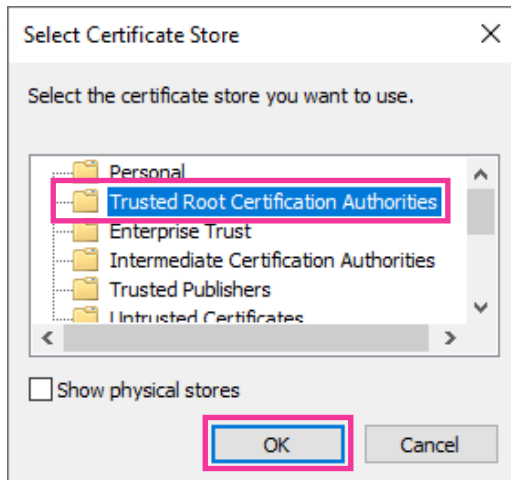 Select Certificate Store
Select the certificate store you want to use.
Personal
Trusted Root Certification Authorities
Enterprise Trust
Intermediate Certification Authorities
Trusted Publishers
Untrusted Certificates
Show physical stores
OK
Cancel